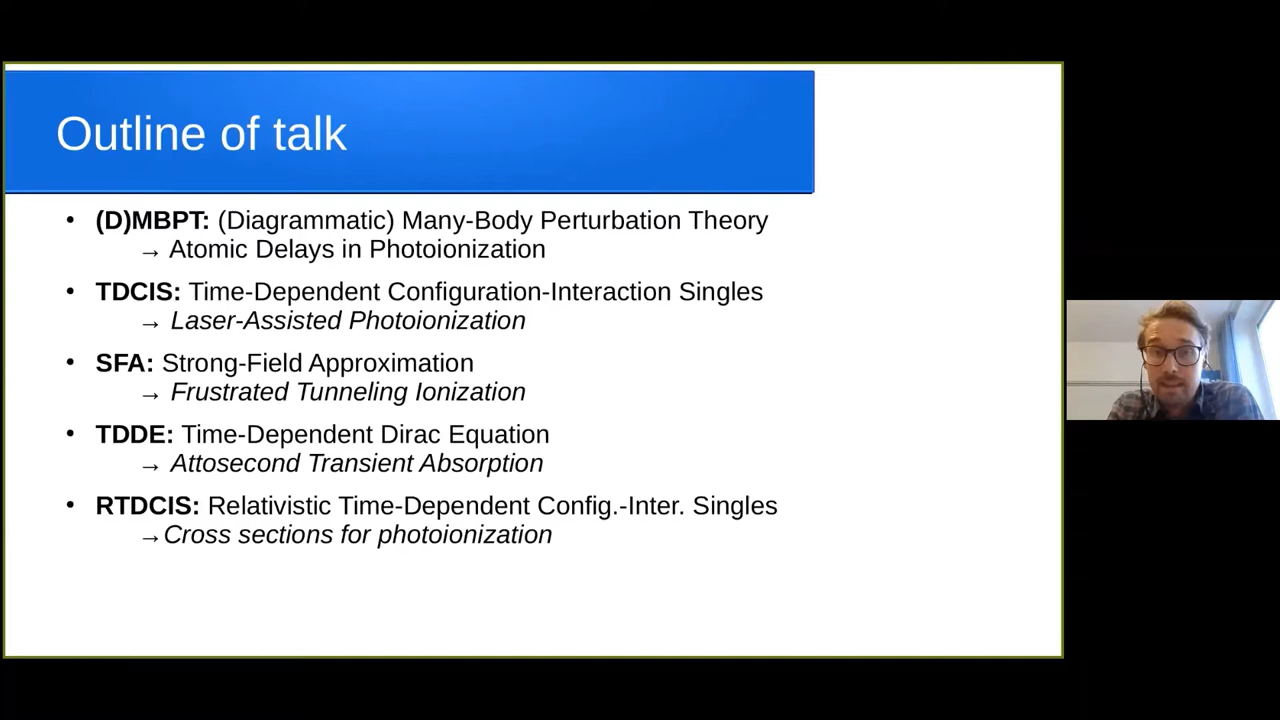 Outline of talk
• (D)MBPT: (Diagrammatic) Many-Body Perturbation Theory
→ Atomic Delays in Photoionization
• TDCIS: Time-Dependent Configuration-Interaction Singles
→ Laser-Assisted Photoionization
• SFA: Strong-Field Approximation
→ Frustrated Tunneling Ionization
• TDDE: Time-Dependent Dirac Equation
→ Attosecond Transient Absorption
• RTDCIS: Relativistic Time-Dependent Config.-Inter. Singles
→Cross sections for photoionization